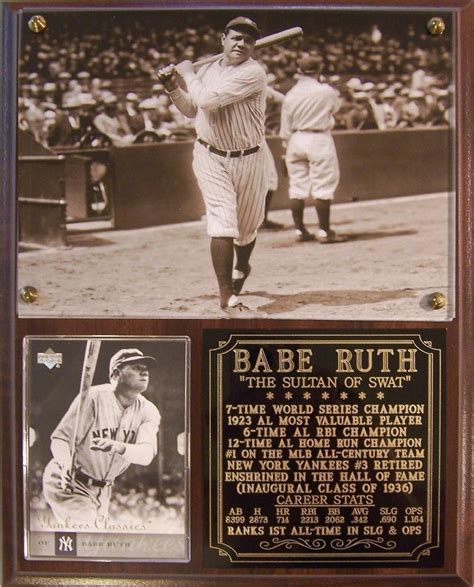 NEW YORK
Yankees Classics
OF NY BABE RUTH
BABE RUTH
"THE SULTAN OF SWAT"
7-TIME WORLD SERIES CHAMPION
1923 AL MOST VALUABLE PLAYER
6-TIME AL RBI CHAMPION
12-TIME AL HOME RUN CHAMPION
#1 ON THE MLB ALL-CENTURY TEAM
NEW YORK YANKEES #3 RETIRED
ENSHRINED IN THE HALL OF FAME
(INAUGURAL CLASS OF 1936)
CAREER STATS
AB H HR RBI BB AVG SLG OPS
8399 2873 714 2213 2062 .342 .690 1.164
RANKS 1ST ALL-TIME IN SLG & OPS